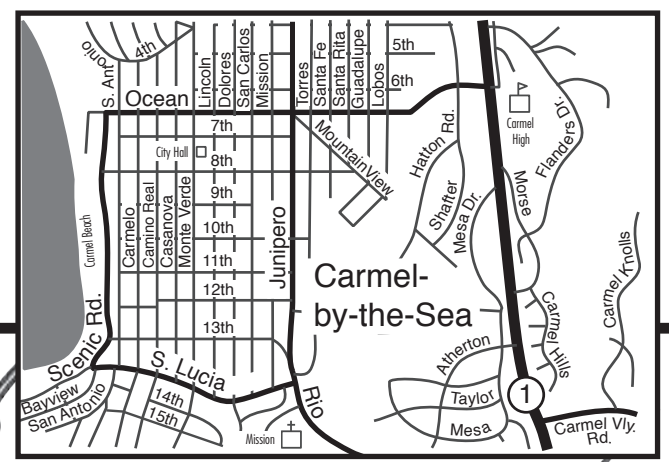 S. Antonio
4th
Lincoln
Dolores
San Carlos
Mission
Torres
Santa Fe
Santa Rita
Guadalupe
Lobos
5th
6th
Ocean
7th
City Hall
8th
9th
10th
11th
12th
13th
Carmel Beach
Carmelo
Camino Real
Casanova
Monte Verde
Junipero
MountainView
Hatton Rd.
Shafter
Mesa Dr.
Carmel
High
Flanders Dr.
Morse
Carmel Knolls
Carmel Hills
Carmel-
by-the-Sea
Scenic Rd.
S. Lucia
Rio
Bayview
San Antonio
14th
15th
Mission
Atherton
Taylor
Mesa
1
Carmel Vly.
Rd.